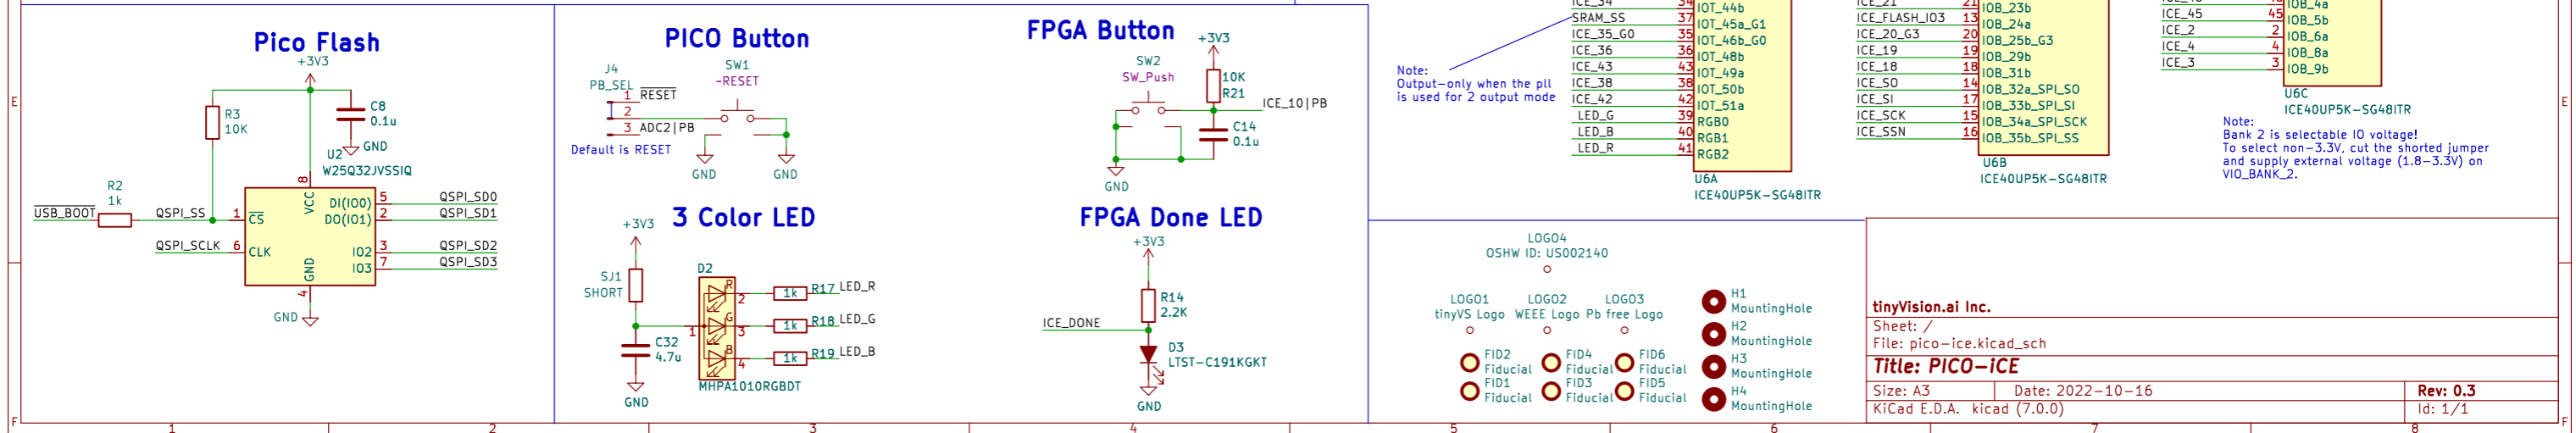 Pico Flash
+3V3
R3
10K
C8
0.1u
GND
U2
W25Q32JVSSIQ
R2
1k
USB_BOOT
QSPI_SS
1
CS
QSPI_SCLK
6
CLK
8
VCC
GND
4
GND
DI(IO0)
5
QSPI_SD0
DO(IO1)
2
QSPI_SD1
IO2
3
QSPI_SD2
IO3
7
QSPI_SD3
PICO Button
J4
PB_SEL
1
RESET
2
3
ADC2|PB
Default is RESET
SW1
~RESET
GND
GND
FPGA Button
+3V3
SW2
SW_Push
10K
R21
ICE_10|PB
C14
0.1u
GND
3 Color LED
+3V3
SJ1
SHORT
C32
4.7u
GND
D2
1
R
2
G
3
B
4
MHPA1010RGBDT
1k
R17
LED_R
1k
R18
LED_G
1k
R19
LED_B
FPGA Done LED
+3V3
R14
2.2K
ICE_DONE
D3
LTST-C191KGKT
GND
Note:
Output-only when the pll
is used for 2 output mode
ICE_34
34
IOT_44b
SRAM_SS
37
IOT_45a_G1
ICE_35_G0
35
IOT_46b_G0
ICE_36
36
IOT_48b
ICE_43
43
IOT_49a
ICE_38
38
IOT_50b
ICE_42
42
IOT_51a
LED_G
39
RGB0
LED_B
40
RGB1
LED_R
41
RGB2
U6A
ICE40UP5K-SG48ITR
ICE_21
21
IOB_23b
ICE_FLASH_IO3
13
IOB_24a
ICE_20_G3
20
IOB_25b_G3
ICE_19
19
IOB_29b
ICE_18
18
IOB_31b
ICE_SO
14
IOB_32a_SPI_SO
ICE_SI
17
IOB_33b_SPI_SI
ICE_SCK
15
IOB_34a_SPI_SCK
ICE_SSN
16
IOB_35b_SPI_SS
U6B
ICE40UP5K-SG48ITR
IOB_4a
ICE_45
45
IOB_5b
ICE_2
2
IOB_6a
ICE_4
4
IOB_8a
ICE_3
3
IOB_9b
U6C
ICE40UP5K-SG48ITR
Note:
Bank 2 is selectable IO voltage!
To select non-3.3V, cut the shorted jumper
and supply external voltage (1.8-3.3V) on
VIO_BANK_2.
LOGO4
OSHW ID: US002140
LOGO1
tinyVS Logo
LOGO2
WEEE Logo
LOGO3
Pb free Logo
FID2
Fiducial
FID4
Fiducial
FID6
Fiducial
FID1
Fiducial
FID3
Fiducial
FID5
Fiducial
H1
MountingHole
H2
MountingHole
H3
MountingHole
H4
MountingHole
tinyVision.ai Inc.
Sheet: /
File: pico-ice.kicad_sch
Title: PICO-iCE
Size: A3
Date: 2022-10-16
Rev: 0.3
KiCad E.D.A. kicad (7.0.0)
Id: 1/1
E
E
F
F
1
2
3
4
5
6
7
8